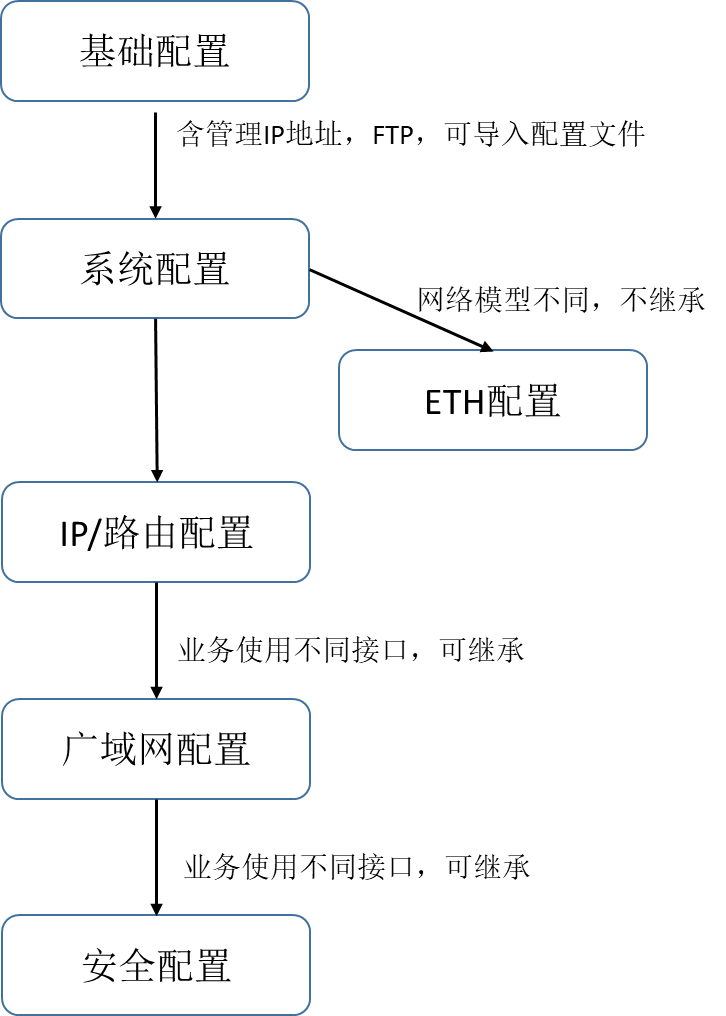 基础配置
含管理IP地址，FTP，可导入配置文件
系统配置
网络模型不同，不继承
ETH配置
IP/路由配置
业务使用不同接口，可继承
广域网配置
业务使用不同接口，可继承
安全配置